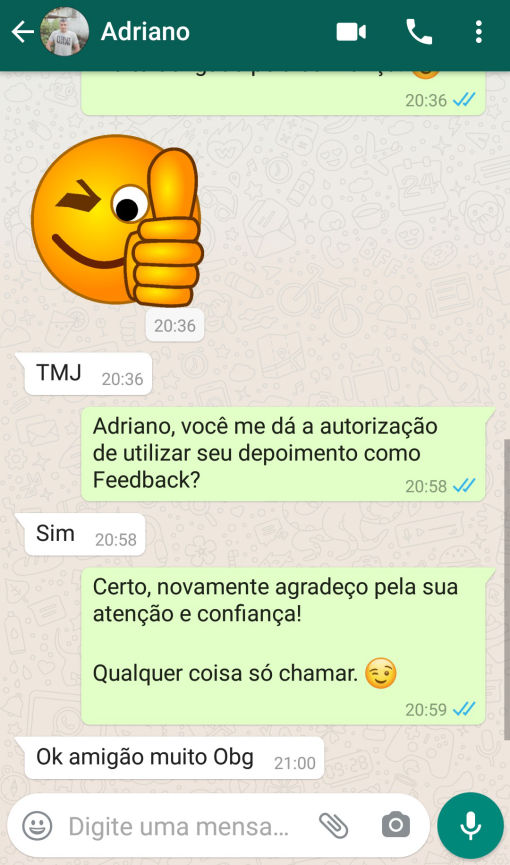 Adriano
20:36
20:36
TMJ 20:36
Adriano, você me dá a autorização
de utilizar seu depoimento como
Feedback? 20:58
Sim 20:58
Certo, novamente agradeço pela sua
atenção e confiança!
Qualquer coisa só chamar. 😉
20:59
Ok amigão muito Obg 21:00
Digite uma mensa...